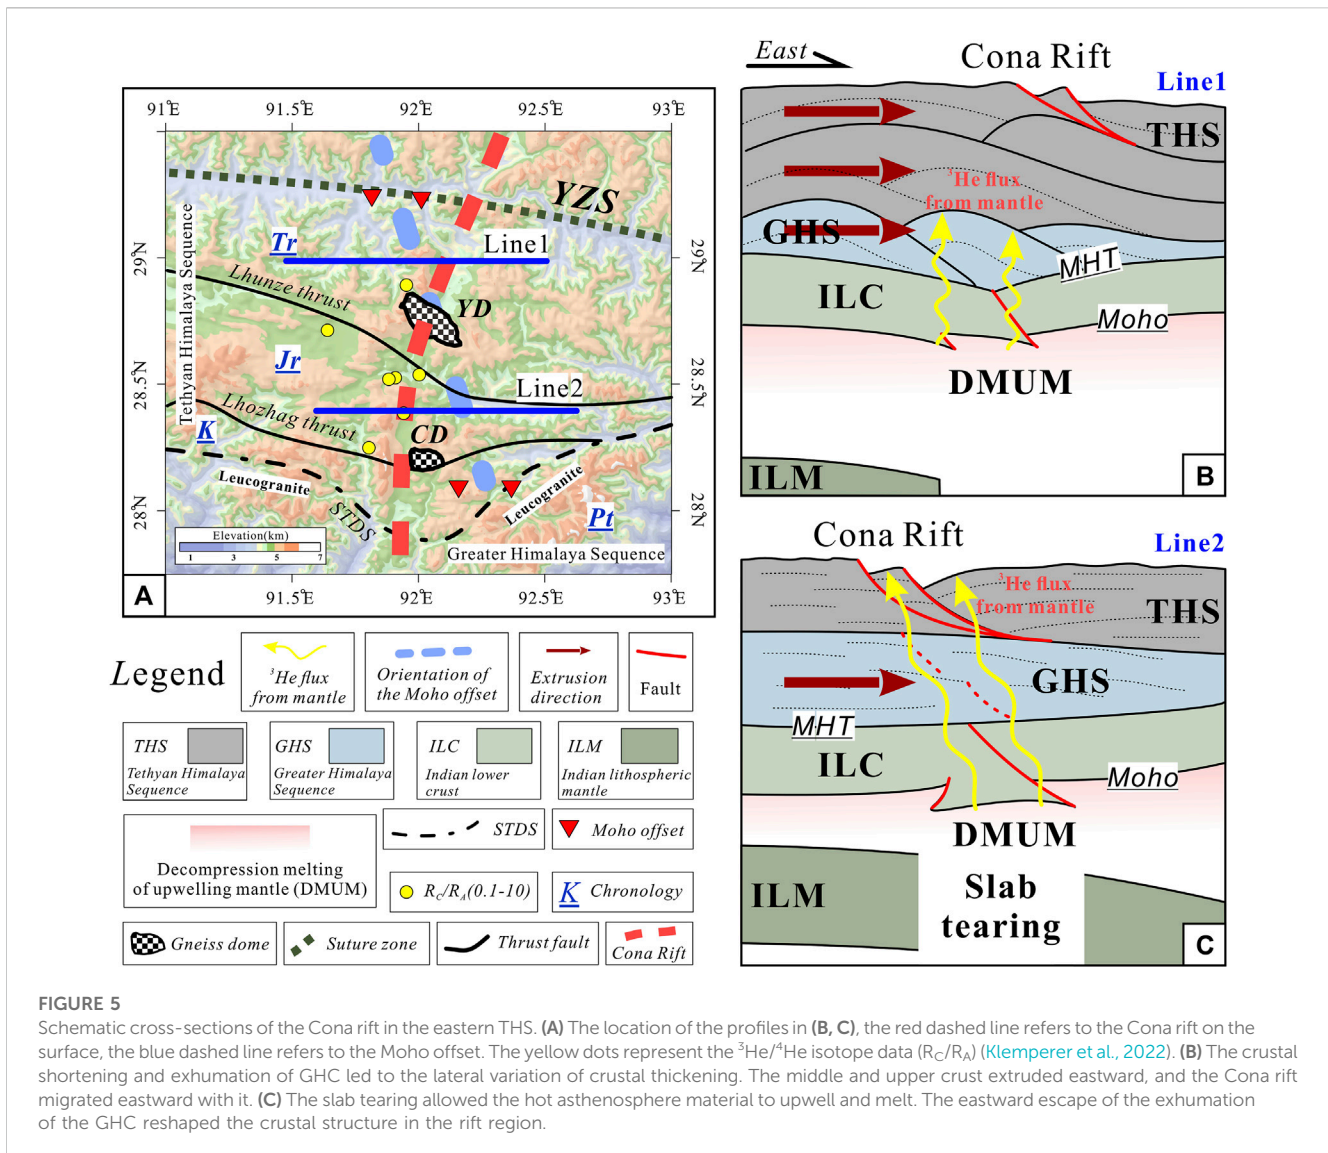 91°E
91.5°E
92°E
92.5°E
93°E
Tethyan Himalaya Sequence
YZS
Tr
Line1
29°N
29°N
Lhunze thrust
YD
Jr
Line2
28.5°N
28.5°N
Lhozhag thrust
K
CD
Leucogranite
STDS
Leucogranite
Pt
28°N
28°N
Elevation(km)
1 3 5 7
Greater Himalaya Sequence
A
91.5°E
92°E
92.5°E
93°E
East
Cona Rift
Line1
THS
³He flux
from mantle
GHS
MHT
ILC
Moho
DMUM
ILM
B
Cona Rift
Line2
³He flux
from mantle
THS
GHS
MHT
ILC
Moho
DMUM
ILM
Slab
tearing
C
Legend
³He flux
from mantle
Orientation of
the Moho offset
Extrusion
direction
Fault
THS
Tethyan Himalaya
Sequence
GHS
Greater Himalaya
Sequence
ILC
Indian lower
crust
ILM
Indian lithospheric
mantle
Decompression melting
of upwelling mantle (DMUM)
STDS
Moho offset
R_C/R_A(0.1-10)
K Chronology
Gneiss dome
Suture zone
Thrust fault
Cona Rift
FIGURE 5
Schematic cross-sections of the Cona rift in the eastern THS. (A) The location of the profiles in (B, C), the red dashed line refers to the Cona rift on the
surface, the blue dashed line refers to the Moho offset. The yellow dots represent the ³He/⁴He isotope data (R_C/R_A) (Klemperer et al., 2022). (B) The crustal
shortening and exhumation of GHC led to the lateral variation of crustal thickening. The middle and upper crust extruded eastward, and the Cona rift
migrated eastward with it. (C) The slab tearing allowed the hot asthenosphere material to upwell and melt. The eastward escape of the exhumation
of the GHC reshaped the crustal structure in the rift region.